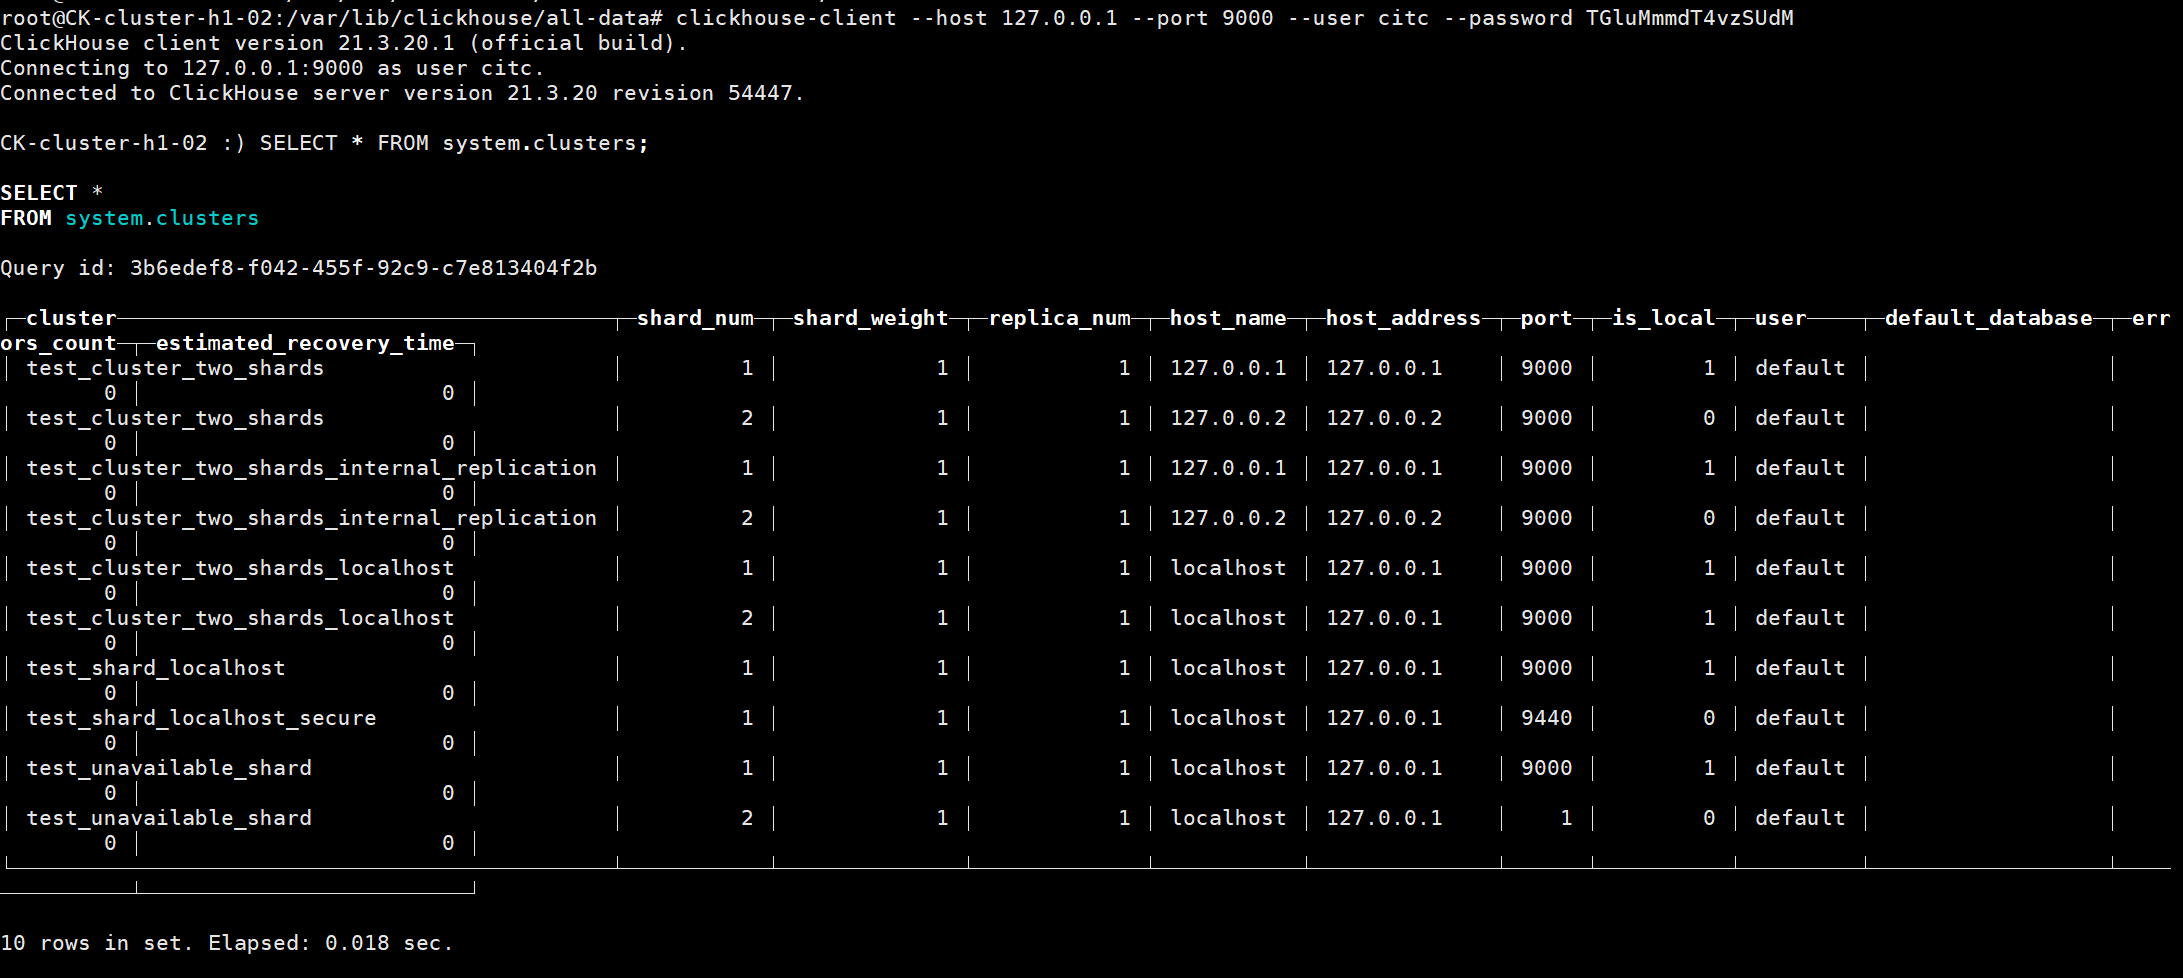 root@CK-cluster-h1-02:/var/lib/clickhouse/all-data# clickhouse-client --host 127.0.0.1 --port 9000 --user citc --password TGluMmmdT4vzSUdM
ClickHouse client version 21.3.20.1 (official build).
Connecting to 127.0.0.1:9000 as user citc.
Connected to ClickHouse server version 21.3.20 revision 54447.
CK-cluster-h1-02 :) SELECT * FROM system.clusters;
SELECT *
FROM system.clusters
Query id: 3b6edef8-f042-455f-92c9-c7e813404f2b
┌─cluster──────────────────────────────────────┬─shard_num─┬─shard_weight─┬─replica_num─┬─host_name─┬─host_address─┬─port─┬─is_local─┬─user────┬─default_database─┬─err
ors_count─┬─estimated_recovery_time─┐
│ test_cluster_two_shards │ 1 │ 1 │ 1 │ 127.0.0.1 │ 127.0.0.1 │ 9000 │ 1 │ default │ │
0 │ 0 │
│ test_cluster_two_shards │ 2 │ 1 │ 1 │ 127.0.0.2 │ 127.0.0.2 │ 9000 │ 0 │ default │ │
0 │ 0 │
│ test_cluster_two_shards_internal_replication │ 1 │ 1 │ 1 │ 127.0.0.1 │ 127.0.0.1 │ 9000 │ 1 │ default │ │
0 │ 0 │
│ test_cluster_two_shards_internal_replication │ 2 │ 1 │ 1 │ 127.0.0.2 │ 127.0.0.2 │ 9000 │ 0 │ default │ │
0 │ 0 │
│ test_cluster_two_shards_localhost │ 1 │ 1 │ 1 │ localhost │ 127.0.0.1 │ 9000 │ 1 │ default │ │
0 │ 0 │
│ test_cluster_two_shards_localhost │ 2 │ 1 │ 1 │ localhost │ 127.0.0.1 │ 9000 │ 1 │ default │ │
0 │ 0 │
│ test_shard_localhost │ 1 │ 1 │ 1 │ localhost │ 127.0.0.1 │ 9000 │ 1 │ default │ │
0 │ 0 │
│ test_shard_localhost_secure │ 1 │ 1 │ 1 │ localhost │ 127.0.0.1 │ 9440 │ 0 │ default │ │
0 │ 0 │
│ test_unavailable_shard │ 1 │ 1 │ 1 │ localhost │ 127.0.0.1 │ 9000 │ 1 │ default │ │
0 │ 0 │
│ test_unavailable_shard │ 2 │ 1 │ 1 │ localhost │ 127.0.0.1 │ 1 │ 0 │ default │ │
0 │ 0 │
10 rows in set. Elapsed: 0.018 sec.